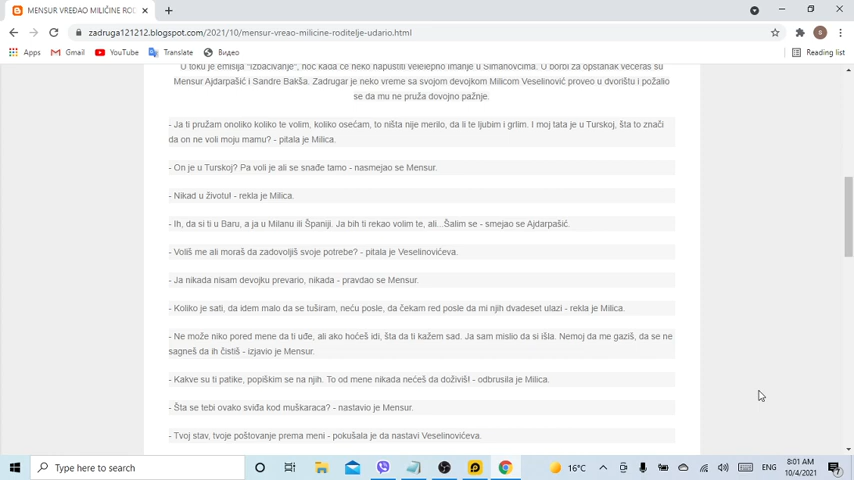 MENSUR VREĐAO MILIČINE ROD
zadruga121212.blogspot.com/2021/10/mensur-vreao-milicine-roditelje-udario.html
Apps
Gmail
YouTube
Translate
Видео
Reading list
U toku je emisija "Izbacivanje", noć kada će neko napustiti velelepno imanje u Šimanovcima. U borbi za opstanak večeras su
Mensur Ajdarpašić i Sandre Bakša. Zadrugar je neko vreme sa svojom devojkom Milicom Veselinović proveo u dvorištu i požalio
se da mu ne pruža dovojno pažnje.
- Ja ti pružam onoliko koliko te volim, koliko osećam, to ništa nije merilo, da li te ljubim i grlim. I moj tata je u Turskoj, šta to znači
da on ne voli moju mamu? - pitala je Milica.
- On je u Turskoj? Pa voli je ali se snađe tamo - nasmejao se Mensur.
- Nikad u životu! - rekla je Milica.
- Ih, da si ti u Baru, a ja u Milanu ili Španiji. Ja bih ti rekao volim te, ali...Šalim se - smejao se Ajdarpašić.
- Voliš me ali moraš da zadovoljiš svoje potrebe? - pitala je Veselinovićeva.
- Ja nikada nisam devojku prevario, nikada - pravdao se Mensur.
- Koliko je sati, da idem malo da se tuširam, neću posle, da čekam red posle da mi njih dvadeset ulazi - rekla je Milica.
- Ne može niko pored mene da ti uđe, ali ako hoćeš idi, šta da ti kažem sad. Ja sam mislio da si išla. Nemoj da me gaziš, da se ne
sagneš da ih čistiš - izjavio je Mensur.
- Kakve su ti patike, popiškim se na njih. To od mene nikada nećeš da doživiš! - odbrusila je Milica.
- Šta se tebi ovako sviđa kod muškaraca? - nastavio je Mensur.
- Tvoj stav, tvoje poštovanje prema meni - pokušala je da nastavi Veselinovićeva.
Type here to search
16°C
ENG
8:01 AM
10/4/2021